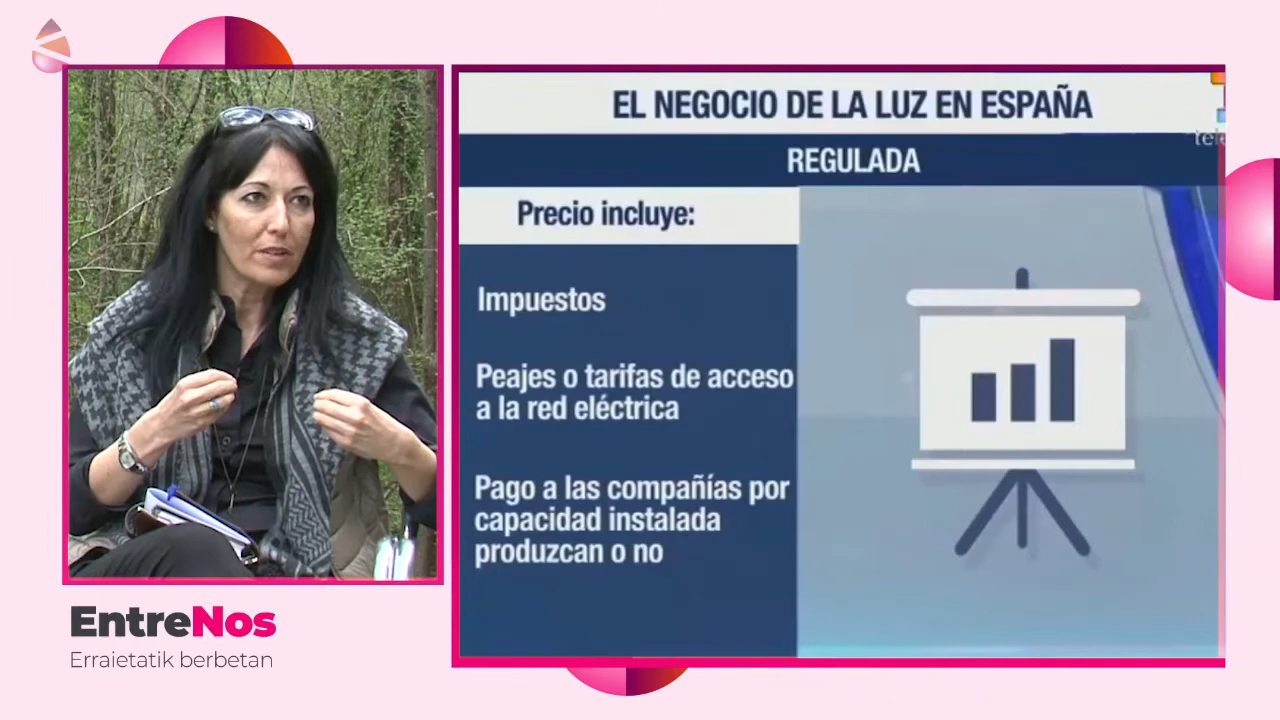 EL NEGOCIO DE LA LUZ EN ESPAÑA
REGULADA
Precio incluye:
Impuestos
Peajes o tarifas de acceso
a la red eléctrica
Pago a las compañías por
capacidad instalada
produzcan o no
EntreNos
Erraietatik berbetan